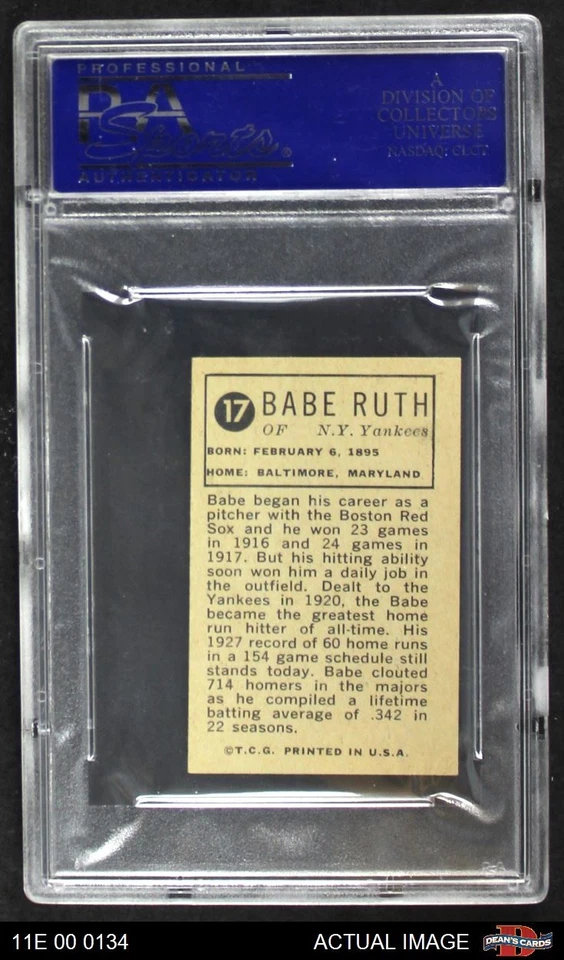 PROFESSIONAL
PSA
Sports®
AUTHENTICATOR
A
DIVISION OF
COLLECTORS
UNIVERSE
NASDAQ: CLCT
17 BABE RUTH
OF N.Y. Yankees
BORN: FEBRUARY 6, 1895
HOME: BALTIMORE, MARYLAND
Babe began his career as a
pitcher with the Boston Red
Sox and he won 23 games
in 1916 and 24 games in
1917. But his hitting ability
soon won him a daily job in
the outfield. Dealt to the
Yankees in 1920, the Babe
became the greatest home
run hitter of all-time. His
1927 record of 60 home runs
in a 154 game schedule still
stands today. Babe clouted
714 homers in the majors
as he compiled a lifetime
batting average of .342 in
22 seasons.
©T.C.G. PRINTED IN U.S.A.
11E 00 0134
ACTUAL IMAGE
DEAN'S CARDS